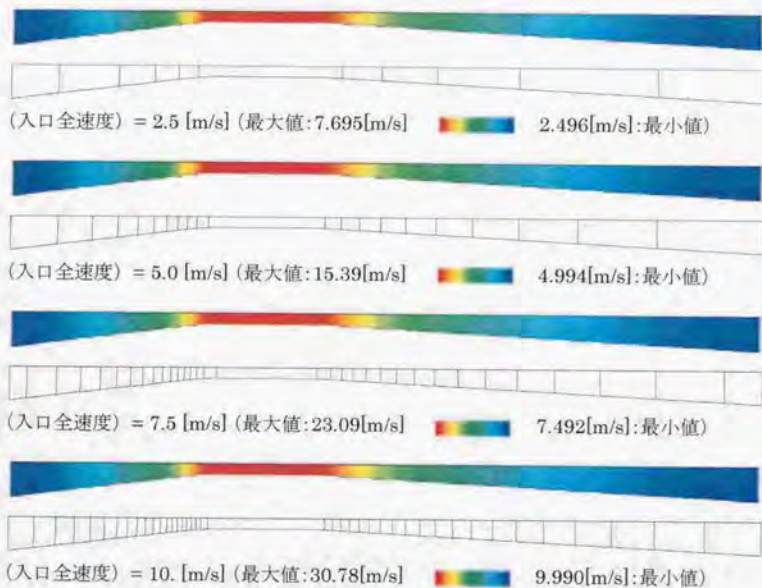 (入口全速度) = 2.5 [m/s] (最大値:7.695[m/s] 2.496[m/s]:最小値)
(入口全速度) = 5.0 [m/s] (最大値:15.39[m/s] 4.994[m/s]:最小値)
(入口全速度) = 7.5 [m/s] (最大値:23.09[m/s] 7.492[m/s]:最小値)
(入口全速度) = 10. [m/s] (最大値:30.78[m/s] 9.990[m/s]:最小値)